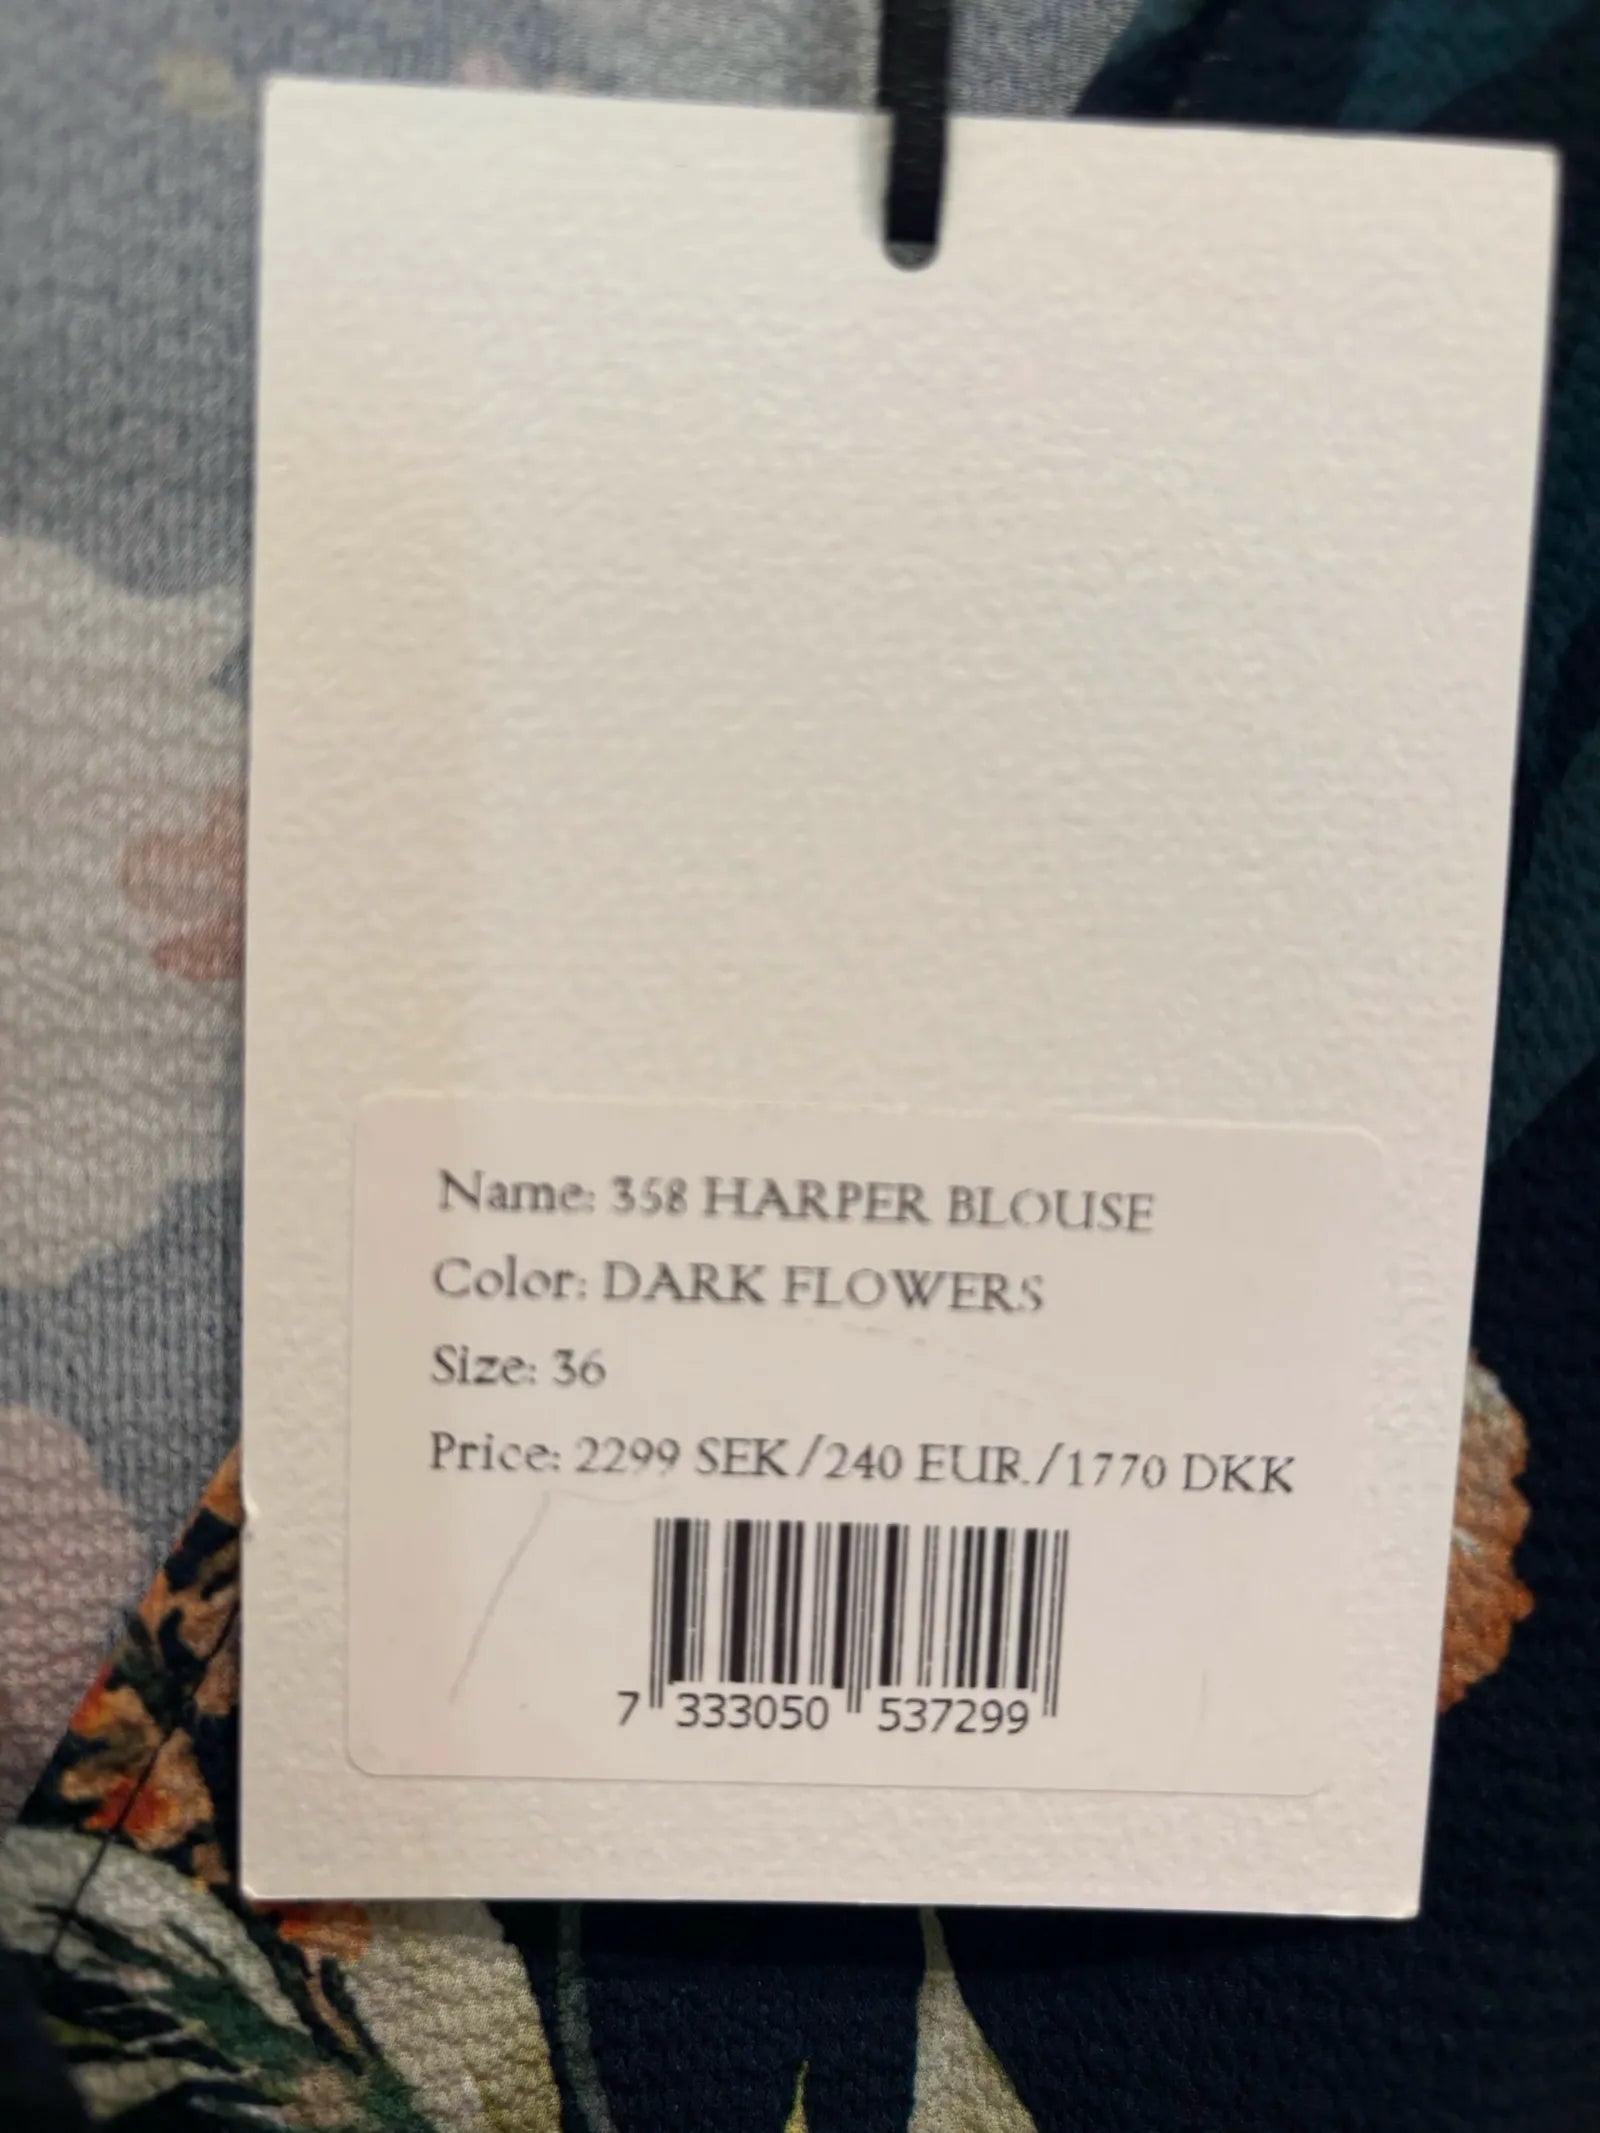 Name: 358 HARPER BLOUSE
Color: DARK FLOWERS
Size: 36
Price: 2299 SEK/240 EUR./1770 DKK
7 333050 537299